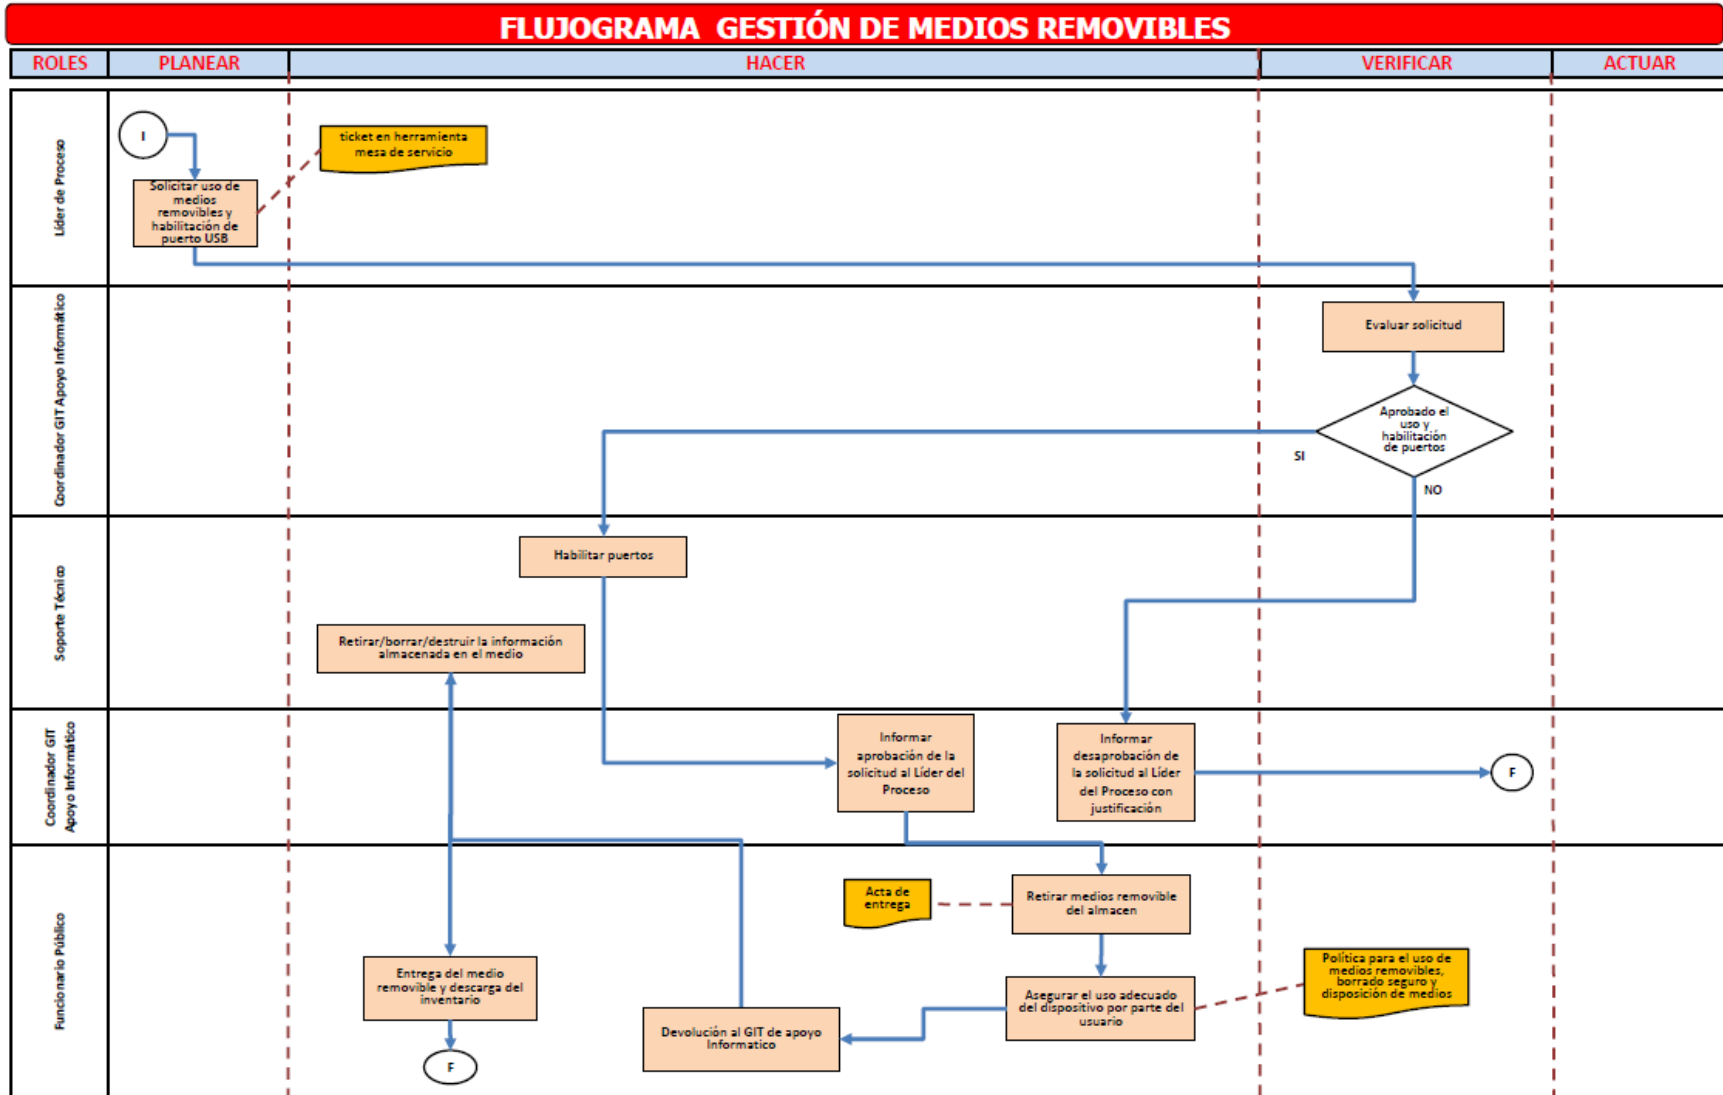 FLUJOGRAMA  GESTIÓN DE MEDIOS REMOVIBLES
ROLES
PLANEAR
HACER
VERIFICAR
ACTUAR
Líder de Proceso
I
ticket en herramienta
mesa de servicio
Solicitar uso de
medios
removibles y
habilitación de
puerto USB
Coordinador GIT Apoyo Informático
Evaluar solicitud
Aprobado el
uso y
habilitación
de puertos
SI
NO
Soporte Técnico
Habilitar puertos
Retirar/borrar/destruir la información
almacenada en el medio
Coordinador GIT
Apoyo Informático
Informar
aprobación de la
solicitud al Líder del
Proceso
Informar
desaprobación de
la solicitud al Líder
del Proceso con
justificación
F
Funcionario Público
Acta de
entrega
Retirar medios removible
del almacen
Entrega del medio
removible y descarga del
inventario
Política para el uso de
medios removibles,
borrado seguro y
disposición de medios
Asegurar el uso adecuado
del dispositivo por parte del
usuario
Devolución al GIT de apoyo
Informatico
F